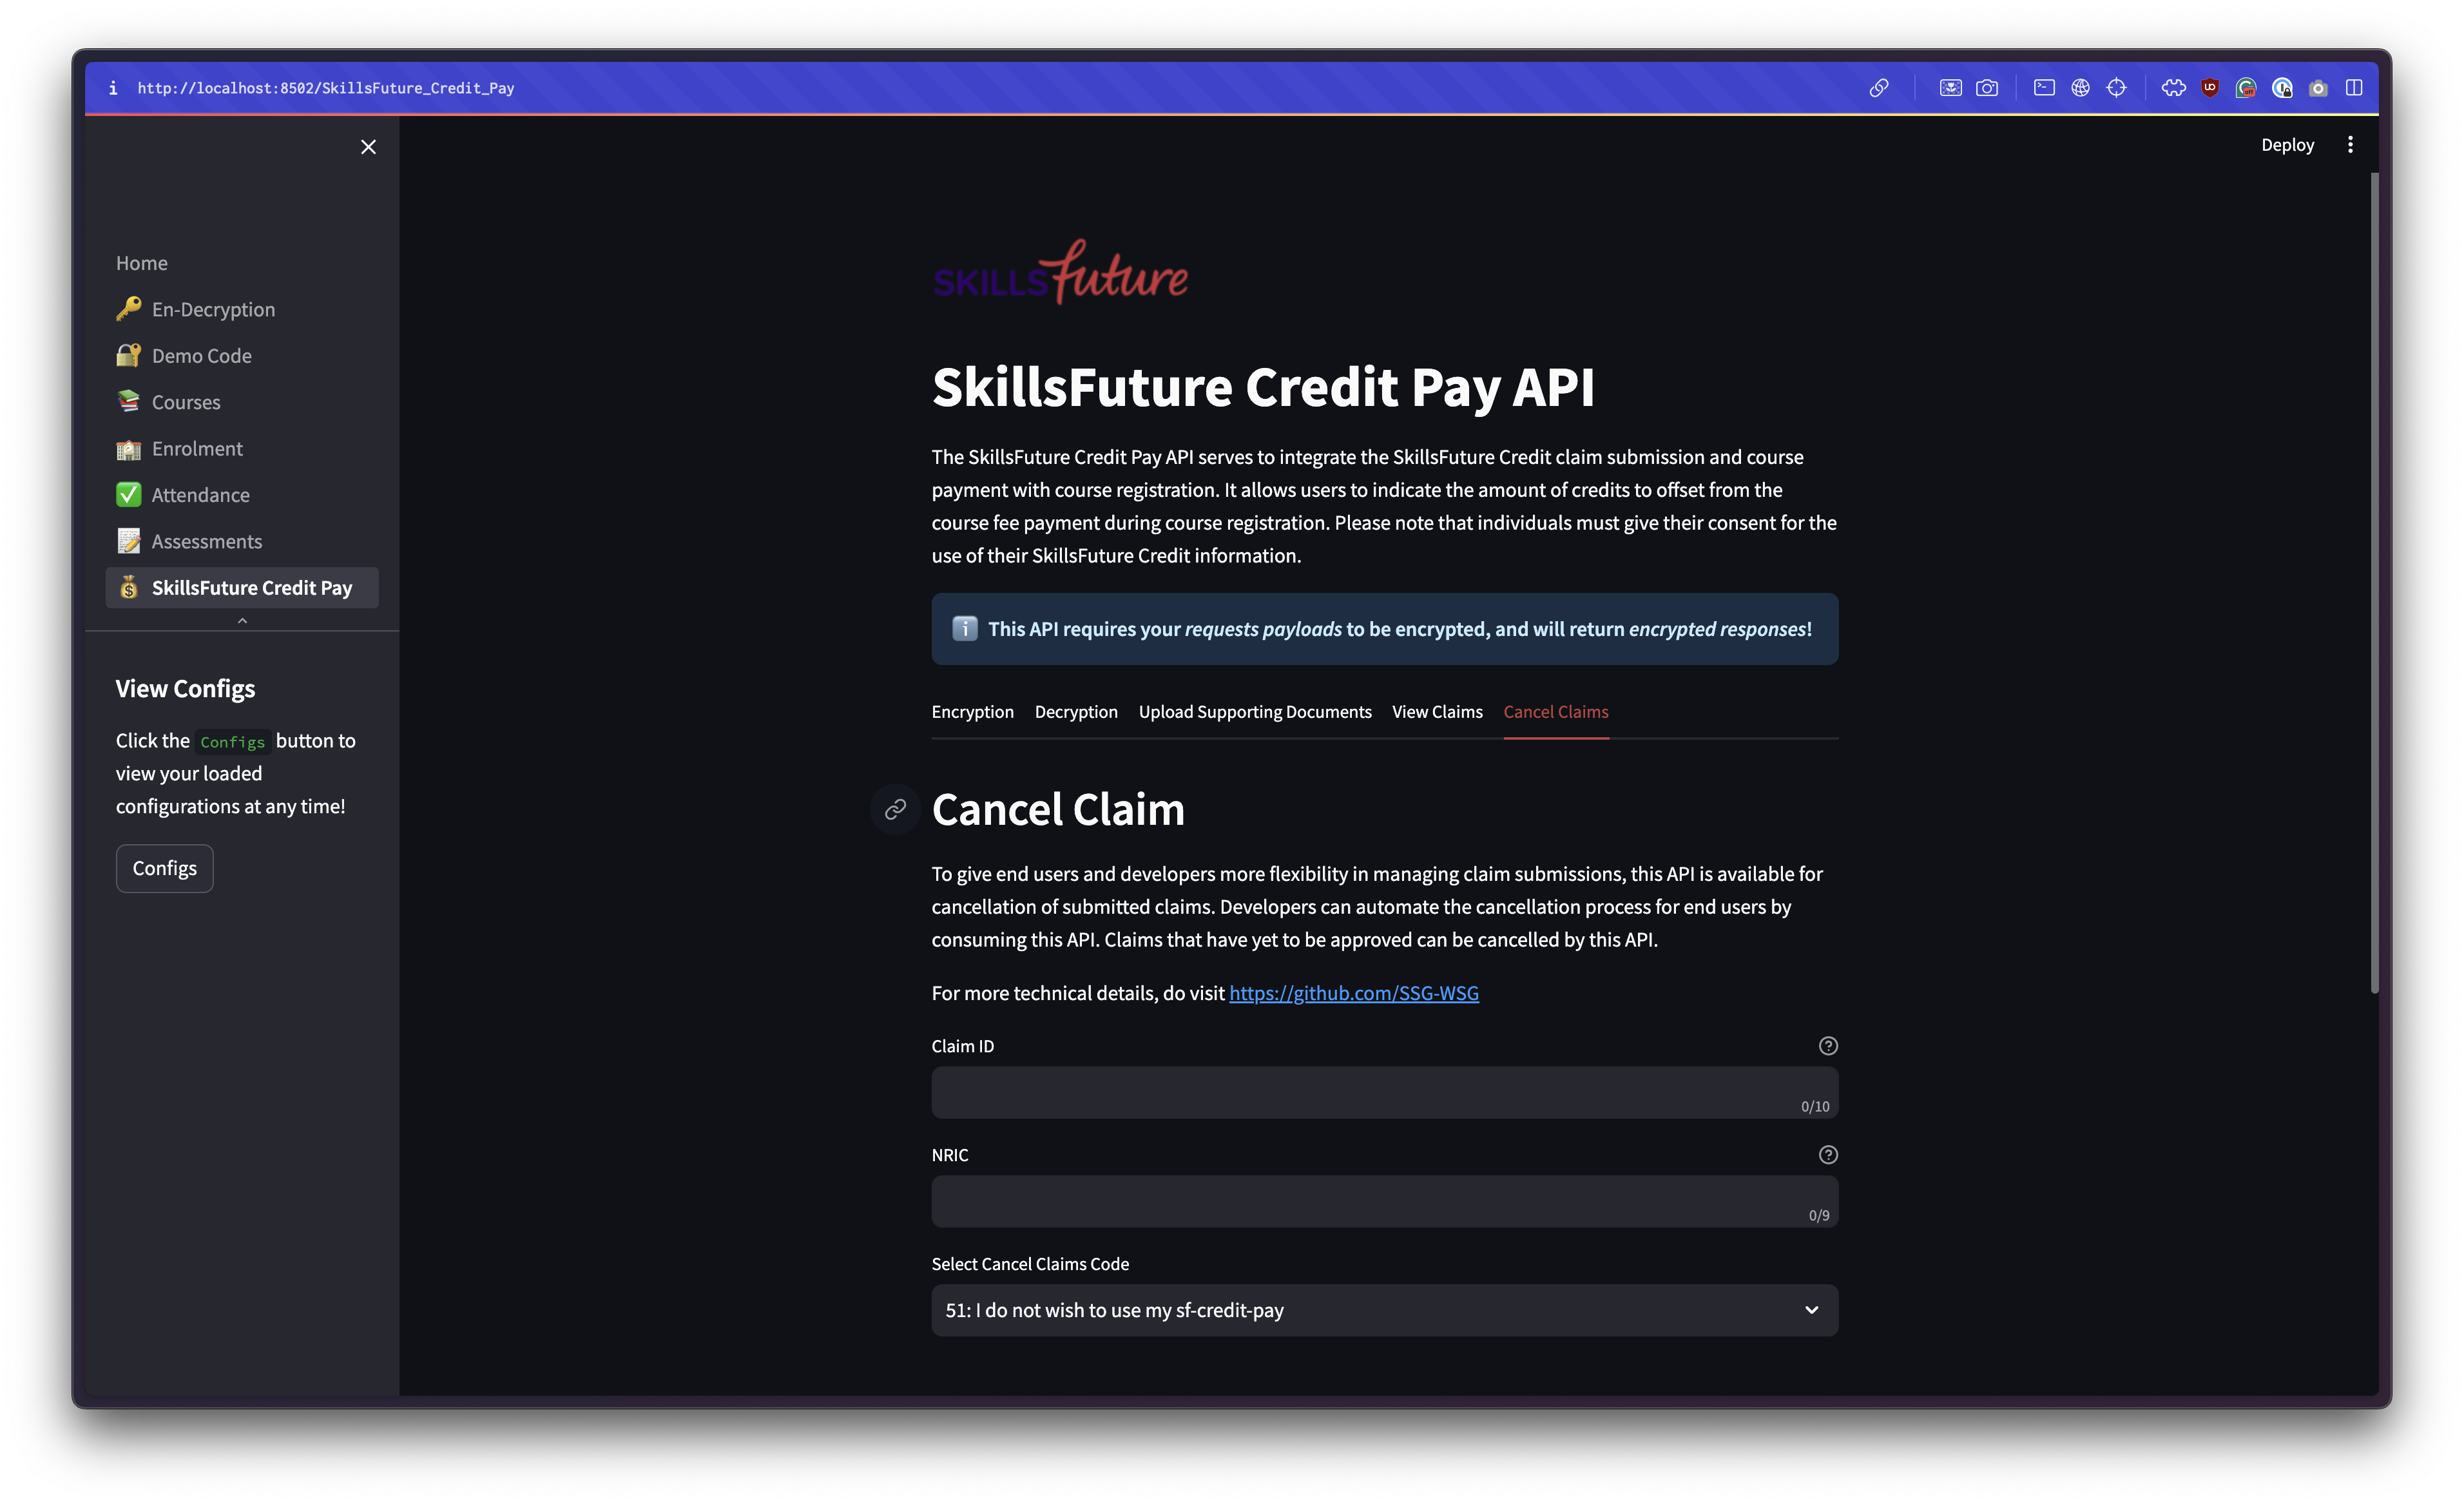 http://localhost:8502/SkillsFuture_Credit_Pay
Deploy
Home
En-Decryption
Demo Code
Courses
Enrolment
Attendance
Assessments
SkillsFuture Credit Pay
View Configs
Click the Configs button to
view your loaded
configurations at any time!
Configs
SKILLSfuture
SkillsFuture Credit Pay API
The SkillsFuture Credit Pay API serves to integrate the SkillsFuture Credit claim submission and course
payment with course registration. It allows users to indicate the amount of credits to offset from the
course fee payment during course registration. Please note that individuals must give their consent for the
use of their SkillsFuture Credit information.
This API requires your requests payloads to be encrypted, and will return encrypted responses!
Encryption Decryption Upload Supporting Documents View Claims Cancel Claims
Cancel Claim
To give end users and developers more flexibility in managing claim submissions, this API is available for
cancellation of submitted claims. Developers can automate the cancellation process for end users by
consuming this API. Claims that have yet to be approved can be cancelled by this API.
For more technical details, do visit https://github.com/SSG-WSG
Claim ID
0/10
NRIC
0/9
Select Cancel Claims Code
51: I do not wish to use my sf-credit-pay